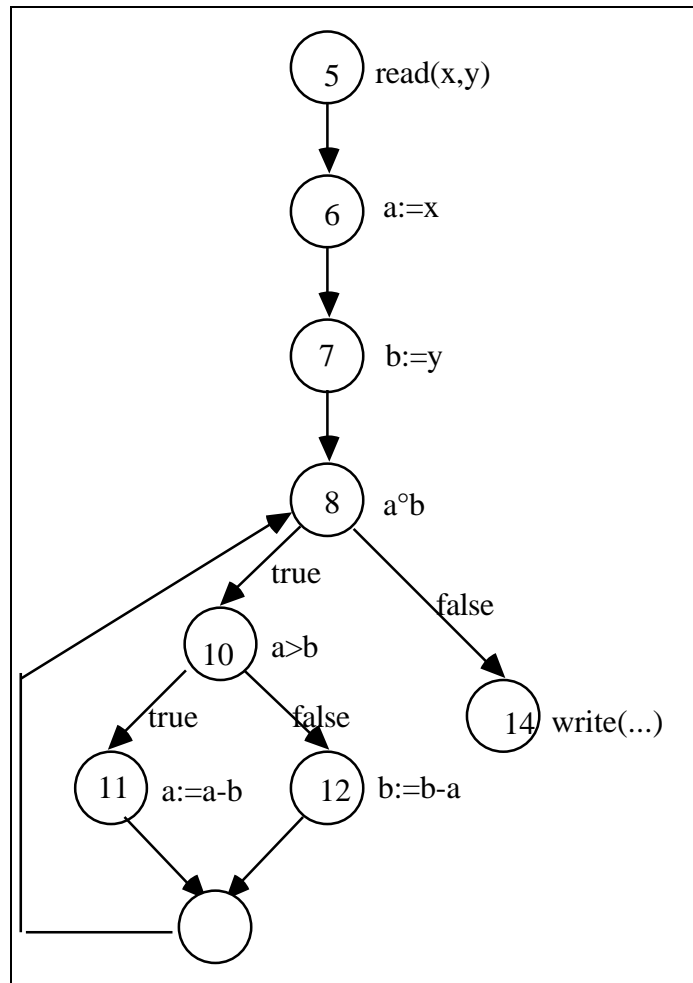 5 read(x,y)
6 a:=x
7 b:=y
8 a°b
true
false
10 a>b
true
false
14 write(...)
11 a:=a-b
12 b:=b-a